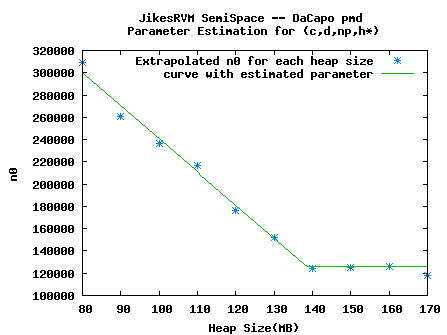 JikesRVM SemiSpace -- DaCapo pmd
Parameter Estimation for (c,d,np,h*)
Extrapolated n0 for each heap size
curve with estimated parameter
320000
300000
280000
260000
240000
220000
200000
180000
160000
140000
120000
100000
n0
80 90 100 110 120 130 140 150 160 170
Heap Size(MB)